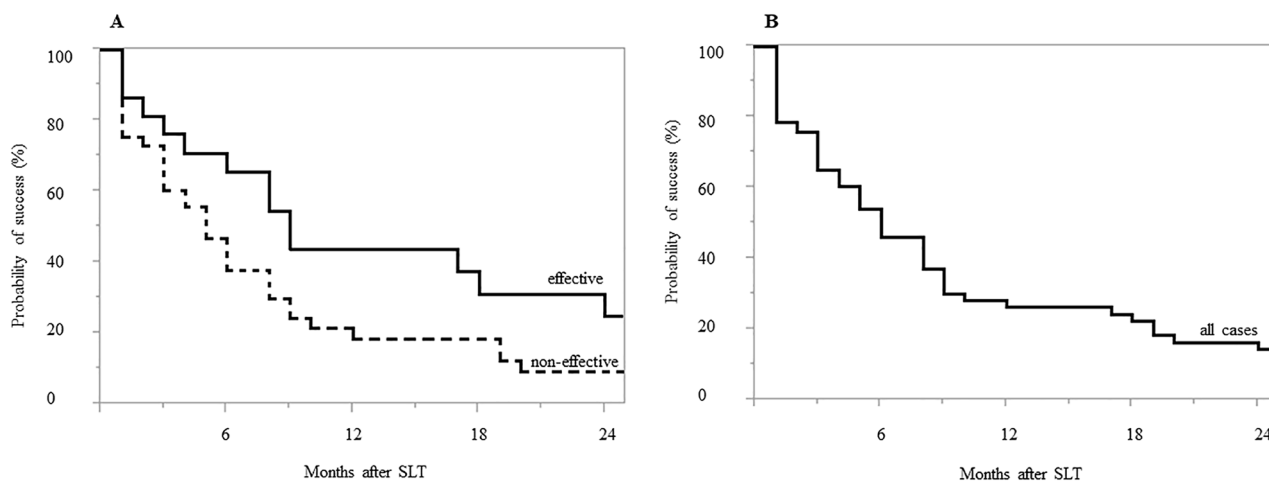 A
Probability of success (%)
100
80
60
40
20
0
effective
non-effective
6 12 18 24
Months after SLT
B
Probability of success (%)
100
80
60
40
20
0
all cases
6 12 18 24
Months after SLT